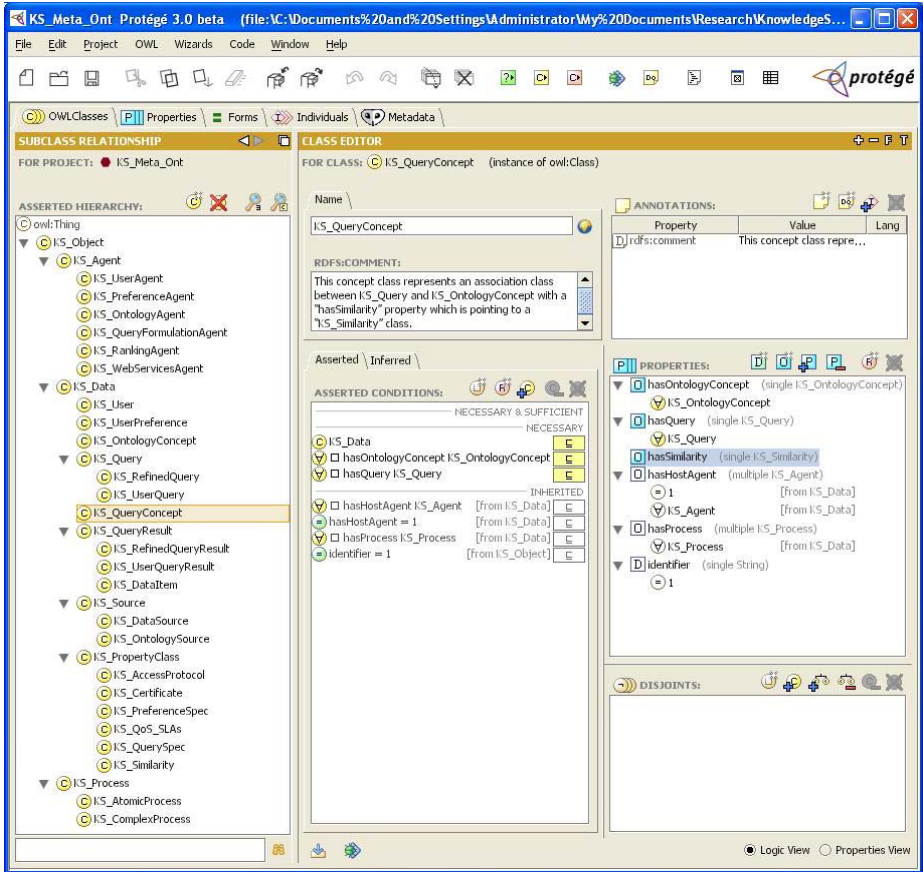 KS_Meta_Ont Protégé 3.0 beta (file:\C:\Documents%20and%20Settings\Administrator\My%20Documents\Research\KnowledgeS...
File Edit Project OWL Wizards Code Window Help
protégé
OWLClasses Properties Forms Individuals Metadata
SUBCLASS RELATIONSHIP
FOR PROJECT: KS_Meta_Ont
ASSERTED HIERARCHY:
owl:Thing
KS_Object
KS_Agent
KS_UserAgent
KS_PreferenceAgent
KS_OntologyAgent
KS_QueryFormulationAgent
KS_RankingAgent
KS_WebServicesAgent
KS_Data
KS_User
KS_UserPreference
KS_OntologyConcept
KS_Query
KS_RefinedQuery
KS_UserQuery
KS_QueryConcept
KS_QueryResult
KS_RefinedQueryResult
KS_UserQueryResult
KS_DataItem
KS_Source
KS_DataSource
KS_OntologySource
KS_PropertyClass
KS_AccessProtocol
KS_Certificate
KS_PreferenceSpec
KS_QoS_SLAs
KS_QuerySpec
KS_Similarity
KS_Process
KS_AtomicProcess
KS_ComplexProcess
CLASS EDITOR
FOR CLASS: KS_QueryConcept (instance of owl:Class)
Name
KS_QueryConcept
RDFS:COMMENT:
This concept class represents an association class
between KS_Query and KS_OntologyConcept with a
"hasSimilarity" property which is pointing to a
"KS_Similarity" class.
ANNOTATIONS:
Property Value Lang
rdfs:comment This concept class repre...
Asserted Inferred
ASSERTED CONDITIONS:
NECESSARY & SUFFICIENT
NECESSARY
KS_Data
hasOntologyConcept KS_OntologyConcept
hasQuery KS_Query
INHERITED
hasHostAgent KS_Agent [from KS_Data]
hasHostAgent = 1 [from KS_Data]
hasProcess KS_Process [from KS_Data]
identifier = 1 [from KS_Object]
PROPERTIES:
hasOntologyConcept (single KS_OntologyConcept)
KS_OntologyConcept
hasQuery (single KS_Query)
KS_Query
hasSimilarity (single KS_Similarity)
hasHostAgent (multiple KS_Agent)
1 [from KS_Data]
KS_Agent [from KS_Data]
hasProcess (multiple KS_Process)
KS_Process [from KS_Data]
identifier (single String)
1
DISJOINTS:
Logic View Properties View